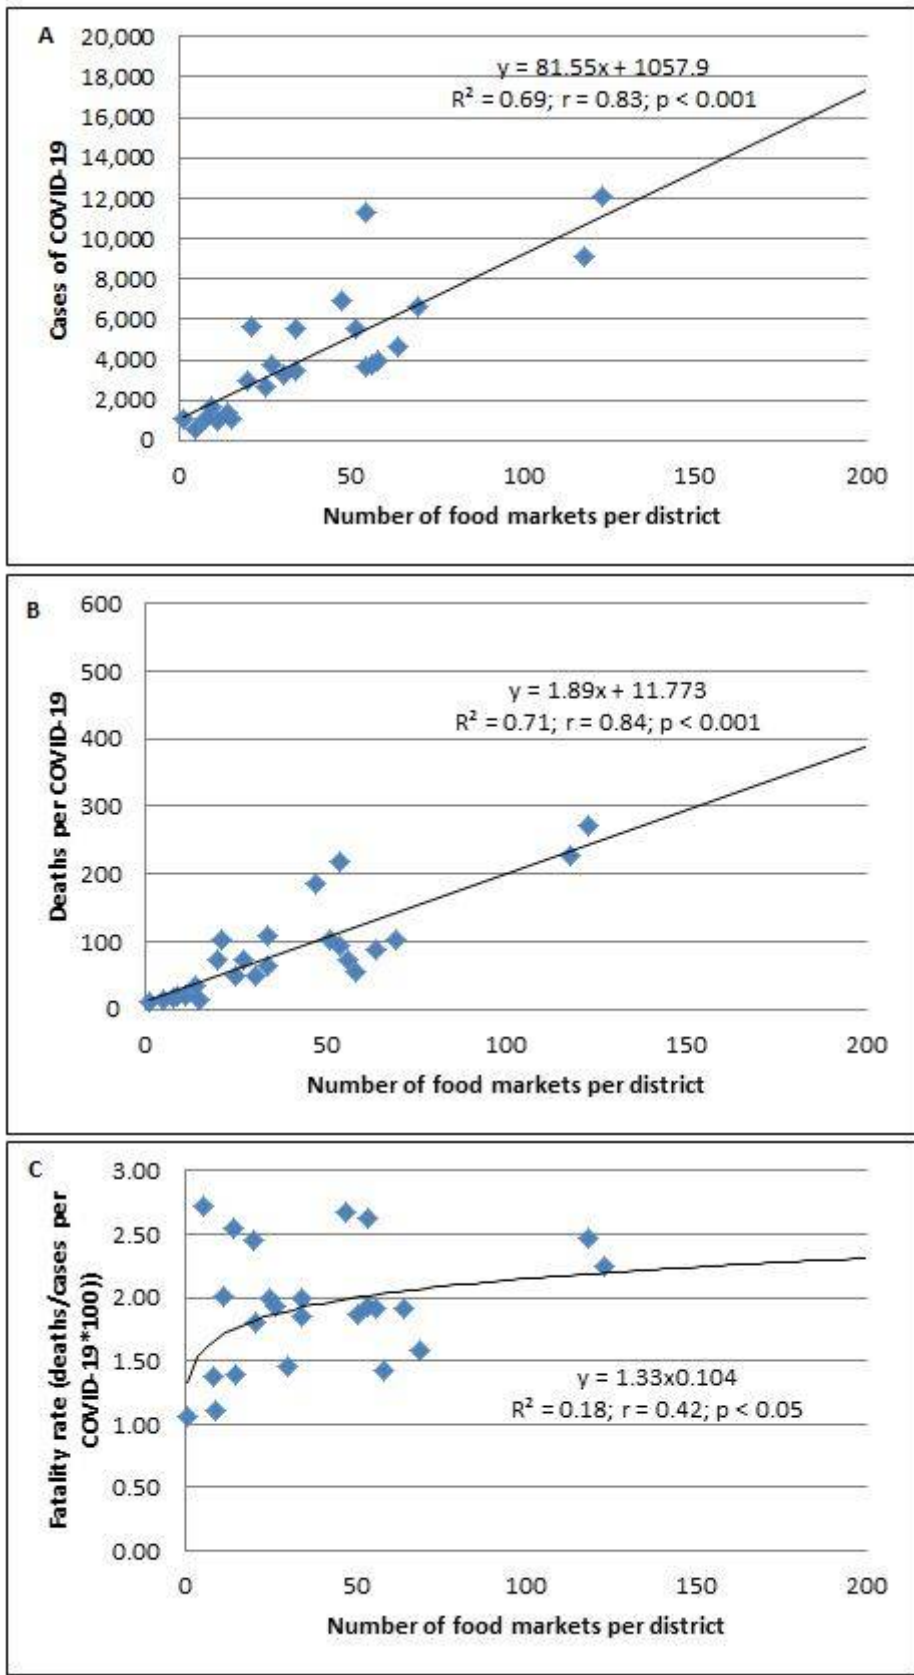 A
20,000
18,000
16,000
14,000
12,000
10,000
8,000
6,000
4,000
2,000
0
Cases of COVID-19
y = 81.55x + 1057.9
R² = 0.69; r = 0.83; p < 0.001
0 50 100 150 200
Number of food markets per district
B
600
500
400
300
200
100
0
Deaths per COVID-19
y = 1.89x + 11.773
R² = 0.71; r = 0.84; p < 0.001
0 50 100 150 200
Number of food markets per district
C
3.00
2.50
2.00
1.50
1.00
0.50
0.00
Fatality rate (deaths/cases per
COVID-19*100))
y = 1.33x0.104
R² = 0.18; r = 0.42; p < 0.05
0 50 100 150 200
Number of food markets per district